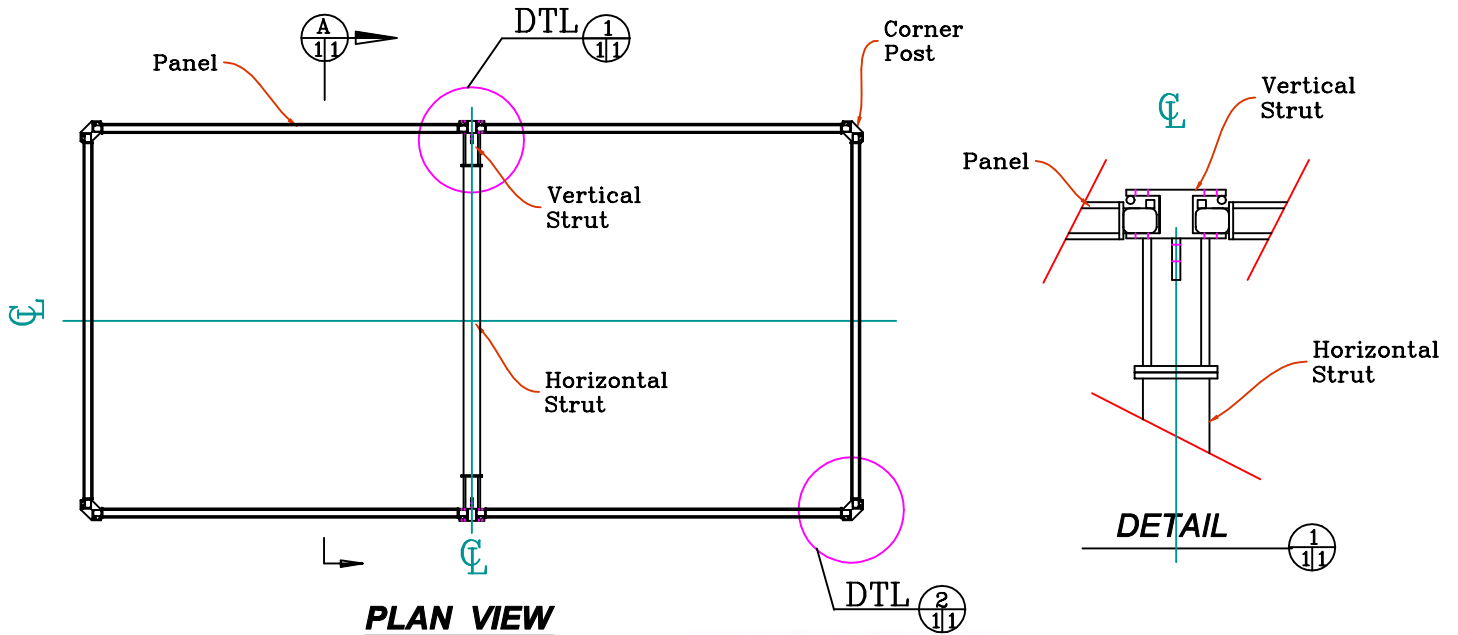 A
1 1
DTL
1
1 1
Corner
Post
Panel
Vertical
Strut
Horizontal
Strut
℄
℄
PLAN VIEW
DTL
2
1 1
℄
Vertical
Strut
Panel
Horizontal
Strut
DETAIL
1
1 1